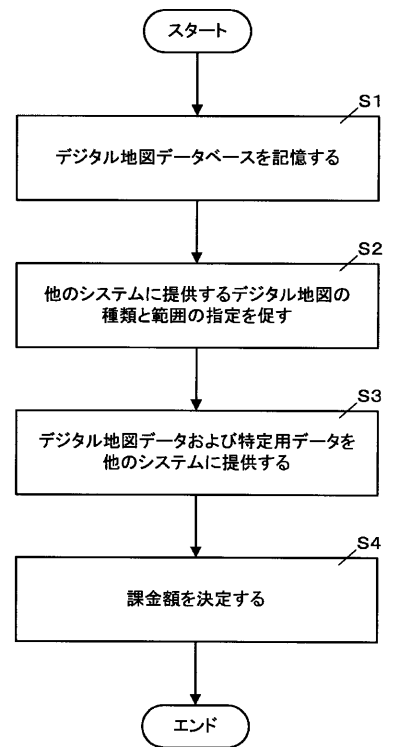 スタート
S1
デジタル地図データベースを記憶する
S2
他のシステムに提供するデジタル地図の
種類と範囲の指定を促す
S3
デジタル地図データおよび特定用データを
他のシステムに提供する
S4
課金額を決定する
エンド